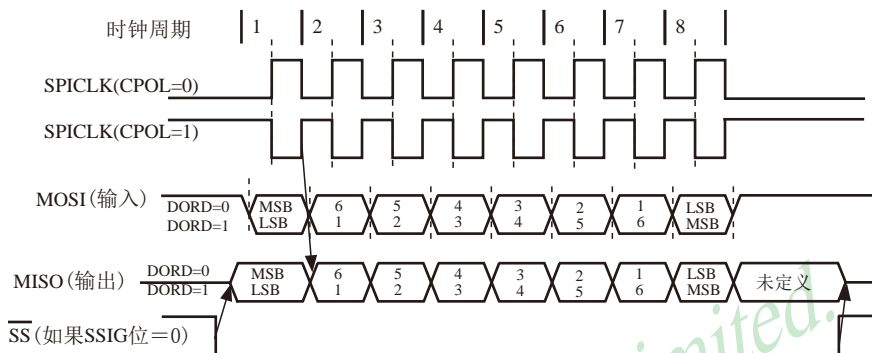 时钟周期 1 2 3 4 5 6 7 8
SPICLK(CPOL=0)
SPICLK(CPOL=1)
MOSI(输入)
DORD=0 MSB 6 5 4 3 2 1 LSB
DORD=1 LSB 1 2 3 4 5 6 MSB
MISO(输出)
DORD=0 MSB 6 5 4 3 2 1 LSB 未定义
DORD=1 LSB 1 2 3 4 5 6 MSB
SS(如果SSIG位=0)
imited.